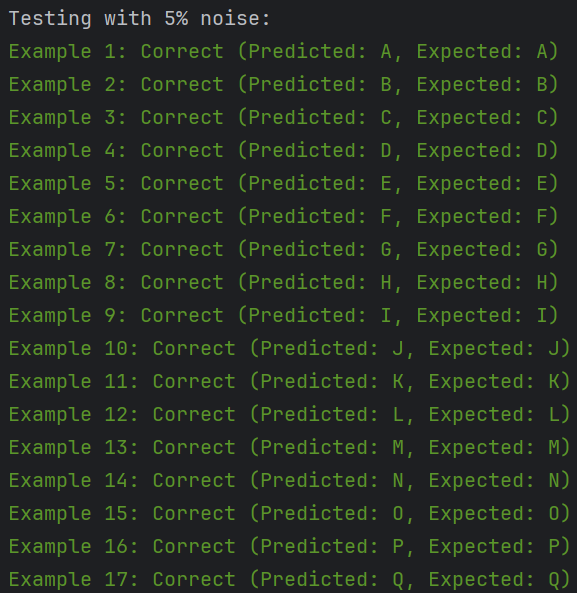 Testing with 5% noise:
Example 1: Correct (Predicted: A, Expected: A)
Example 2: Correct (Predicted: B, Expected: B)
Example 3: Correct (Predicted: C, Expected: C)
Example 4: Correct (Predicted: D, Expected: D)
Example 5: Correct (Predicted: E, Expected: E)
Example 6: Correct (Predicted: F, Expected: F)
Example 7: Correct (Predicted: G, Expected: G)
Example 8: Correct (Predicted: H, Expected: H)
Example 9: Correct (Predicted: I, Expected: I)
Example 10: Correct (Predicted: J, Expected: J)
Example 11: Correct (Predicted: K, Expected: K)
Example 12: Correct (Predicted: L, Expected: L)
Example 13: Correct (Predicted: M, Expected: M)
Example 14: Correct (Predicted: N, Expected: N)
Example 15: Correct (Predicted: O, Expected: O)
Example 16: Correct (Predicted: P, Expected: P)
Example 17: Correct (Predicted: Q, Expected: Q)